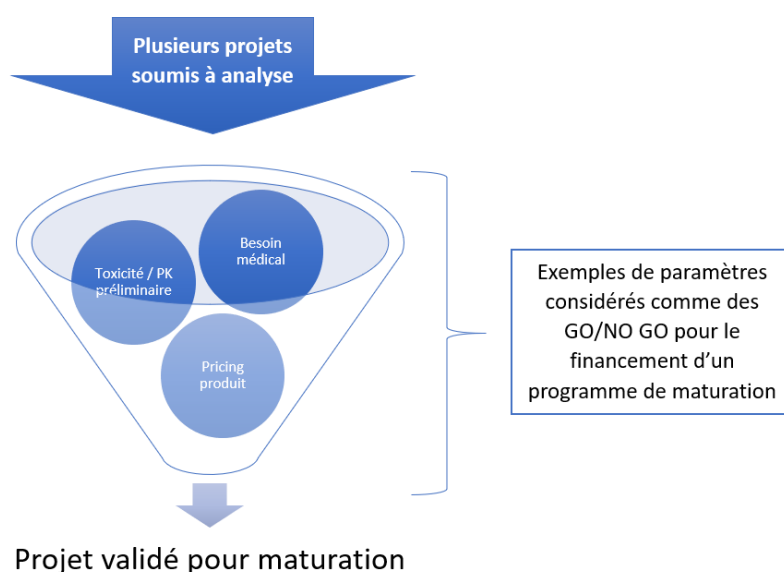 Plusieurs projets
soumis à analyse
Besoin
médical
Toxicité / PK
préliminaire
Pricing
produit
Exemples de paramètres
considérés comme des
GO/NO GO pour le
financement d'un
programme de maturation
Projet validé pour maturation